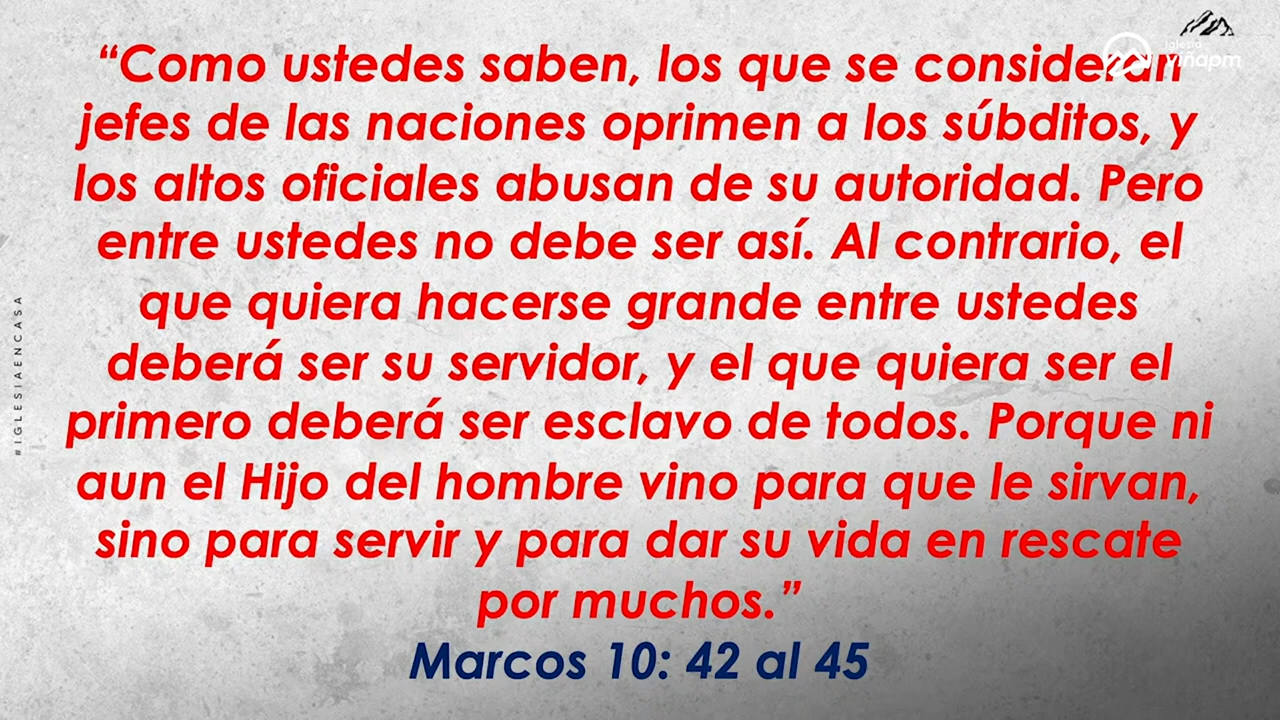 iglesia
viñapm
“Como ustedes saben, los que se consideran
jefes de las naciones oprimen a los súbditos, y
los altos oficiales abusan de su autoridad. Pero
entre ustedes no debe ser así. Al contrario, el
que quiera hacerse grande entre ustedes
deberá ser su servidor, y el que quiera ser el
primero deberá ser esclavo de todos. Porque ni
aun el Hijo del hombre vino para que le sirvan,
sino para servir y para dar su vida en rescate
por muchos.”
Marcos 10: 42 al 45
#IGLESIAENCASA